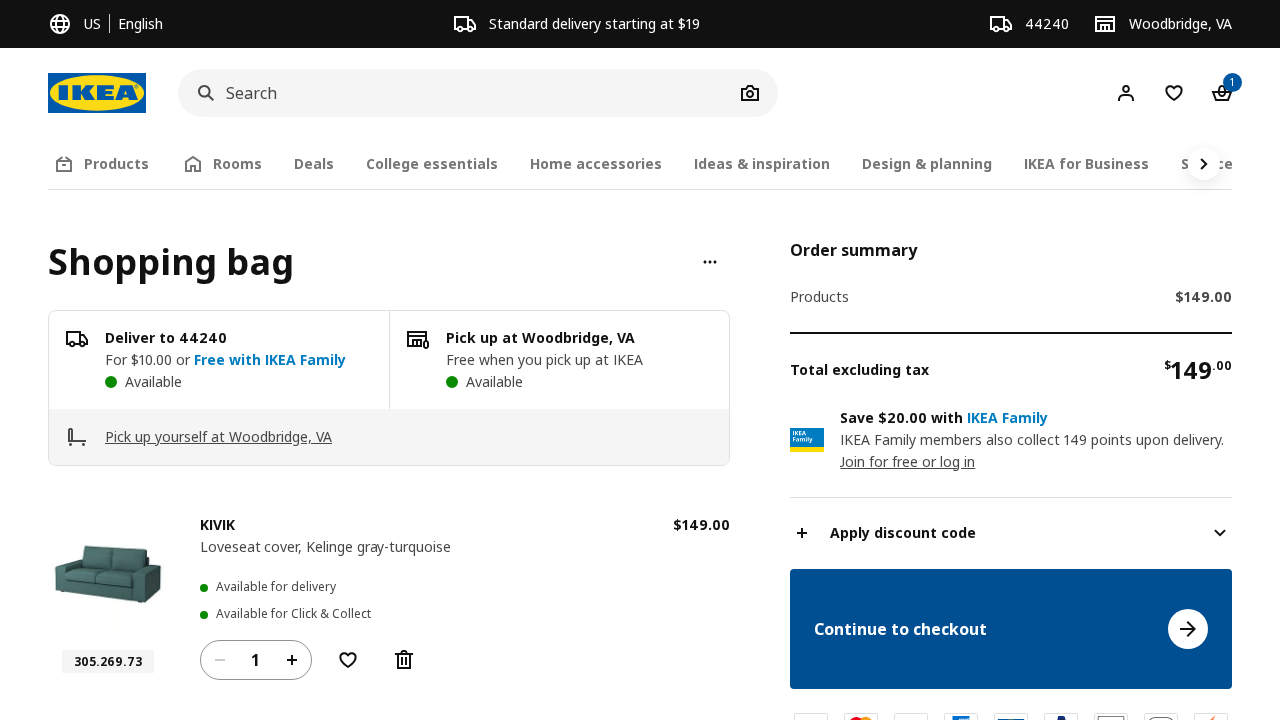 US
English
Standard delivery starting at $19
44240
Woodbridge, VA
IKEA
Search
1
Products
Rooms
Deals
College essentials
Home accessories
Ideas & inspiration
Design & planning
IKEA for Business
Shopping bag
Deliver to 44240
For $10.00 or Free with IKEA Family
Available
Pick up at Woodbridge, VA
Free when you pick up at IKEA
Available
Pick up yourself at Woodbridge, VA
KIVIK
$149.00
Loveseat cover, Kelinge gray-turquoise
Available for delivery
Available for Click & Collect
305.269.73
1
Order summary
Products
$149.00
Total excluding tax
$149.00
IKEA
Family
Save $20.00 with IKEA Family
IKEA Family members also collect 149 points upon delivery.
Join for free or log in
Apply discount code
Continue to checkout